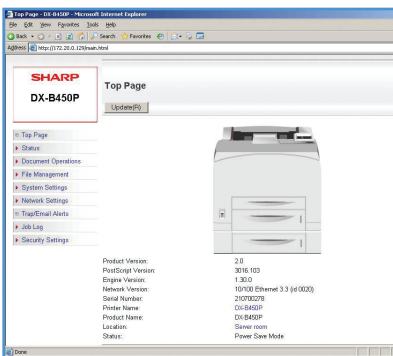 Top Page - DX-B450P - Microsoft Internet Explorer
File Edit View Favorites Tools Help
Back Search Favorites
Address http://172.20.0.129/main.html
SHARP
DX-B450P
Top Page
Update(R)
Top Page
Status
Document Operations
File Management
System Settings
Network Settings
Trap/Email Alerts
Job Log
Security Settings
Product Version: 2.0
PostScript Version: 3016.103
Engine Version: 1.30.0
Network Version: 10/100 Ethernet 3.3 (id 0020)
Serial Number: 210700278
Printer Name: DX-B450P
Product Name: DX-B450P
Location: Server room
Status: Power Save Mode
Done